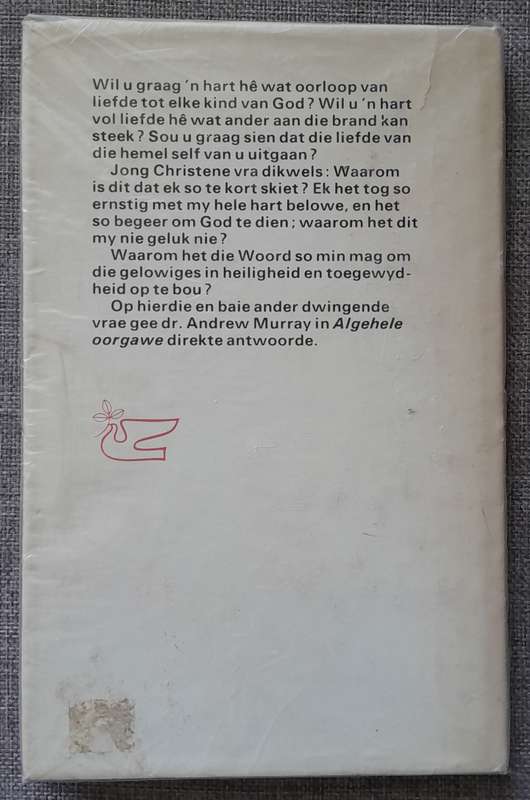 Wil u graag 'n hart hê wat oorloop van
liefde tot elke kind van God? Wil u 'n hart
vol liefde hê wat ander aan die brand kan
steek? Sou u graag sien dat die liefde van
die hemel self van u uitgaan?
Jong Christene vra dikwels: Waarom
is dit dat ek so te kort skiet? Ek het tog so
ernstig met my hele hart belowe, en het
so begeer om God te dien; waarom het dit
my nie geluk nie?
Waarom het die Woord so min mag om
die gelowiges in heiligheid en toegewyd-
heid op te bou?
Op hierdie en baie ander dwingende
vrae gee dr. Andrew Murray in Algehele
oorgawe direkte antwoorde.